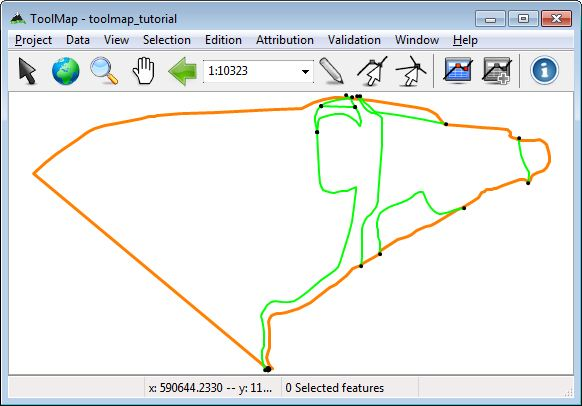 ToolMap - toolmap_tutorial
Project Data View Selection Edition Attribution Validation Window Help
1:10323
x: 590644.2330 -- y: 11... 0 Selected features